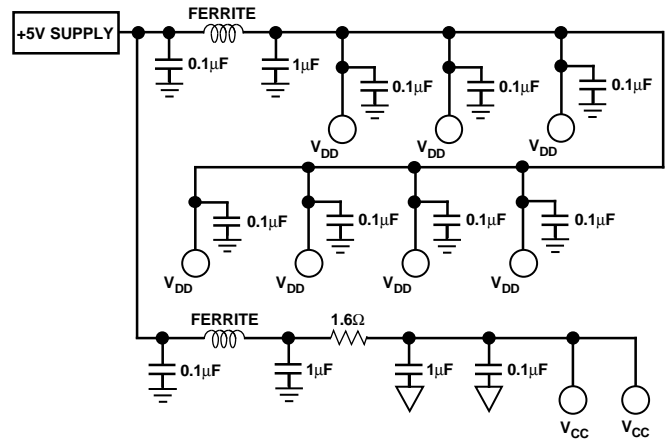 FERRITE
+5V SUPPLY
0.1µF
1µF
0.1µF
0.1µF
0.1µF
VDD
VDD
VDD
0.1µF
0.1µF
0.1µF
0.1µF
VDD
VDD
VDD
VDD
FERRITE
1.6Ω
0.1µF
1µF
1µF
0.1µF
VCC
VCC